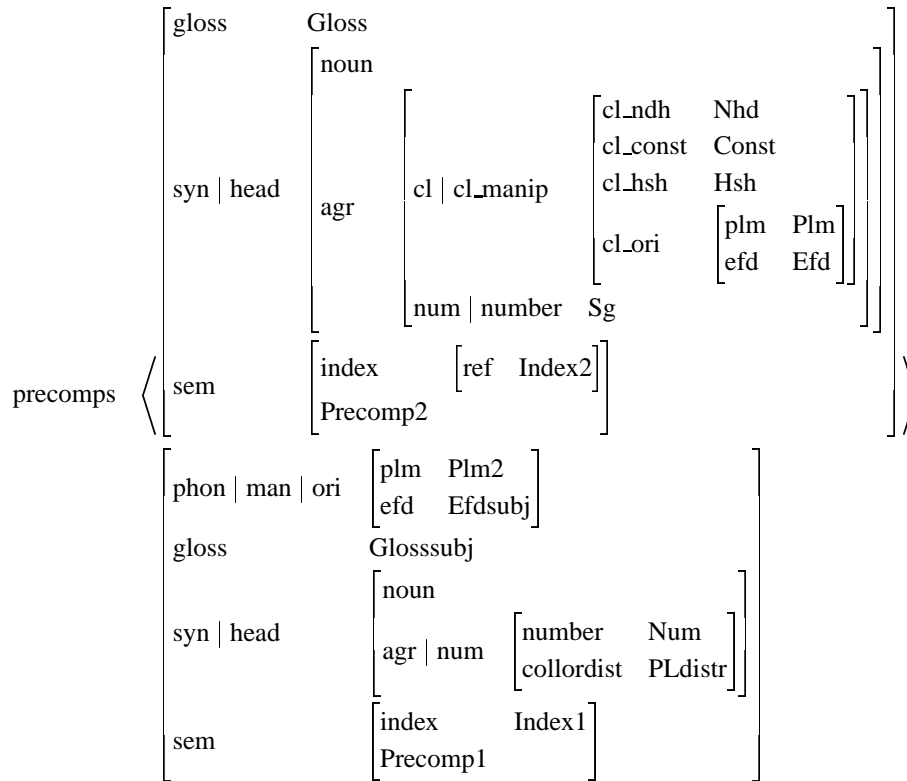 gloss Gloss
noun
cl_ndh Nhd
cl_const Const
cl_hsh Hsh
syn | head agr cl | cl_manip cl_ori plm Plm
efd Efd
num | number Sg
precomps ⟨ sem index [ref Index2] ⟩
Precomp2
phon | man | ori plm Plm2
efd Efdsubj
gloss Glosssubj
noun
syn | head agr | num number Num
collordist PLdistr
sem index Index1
Precomp1